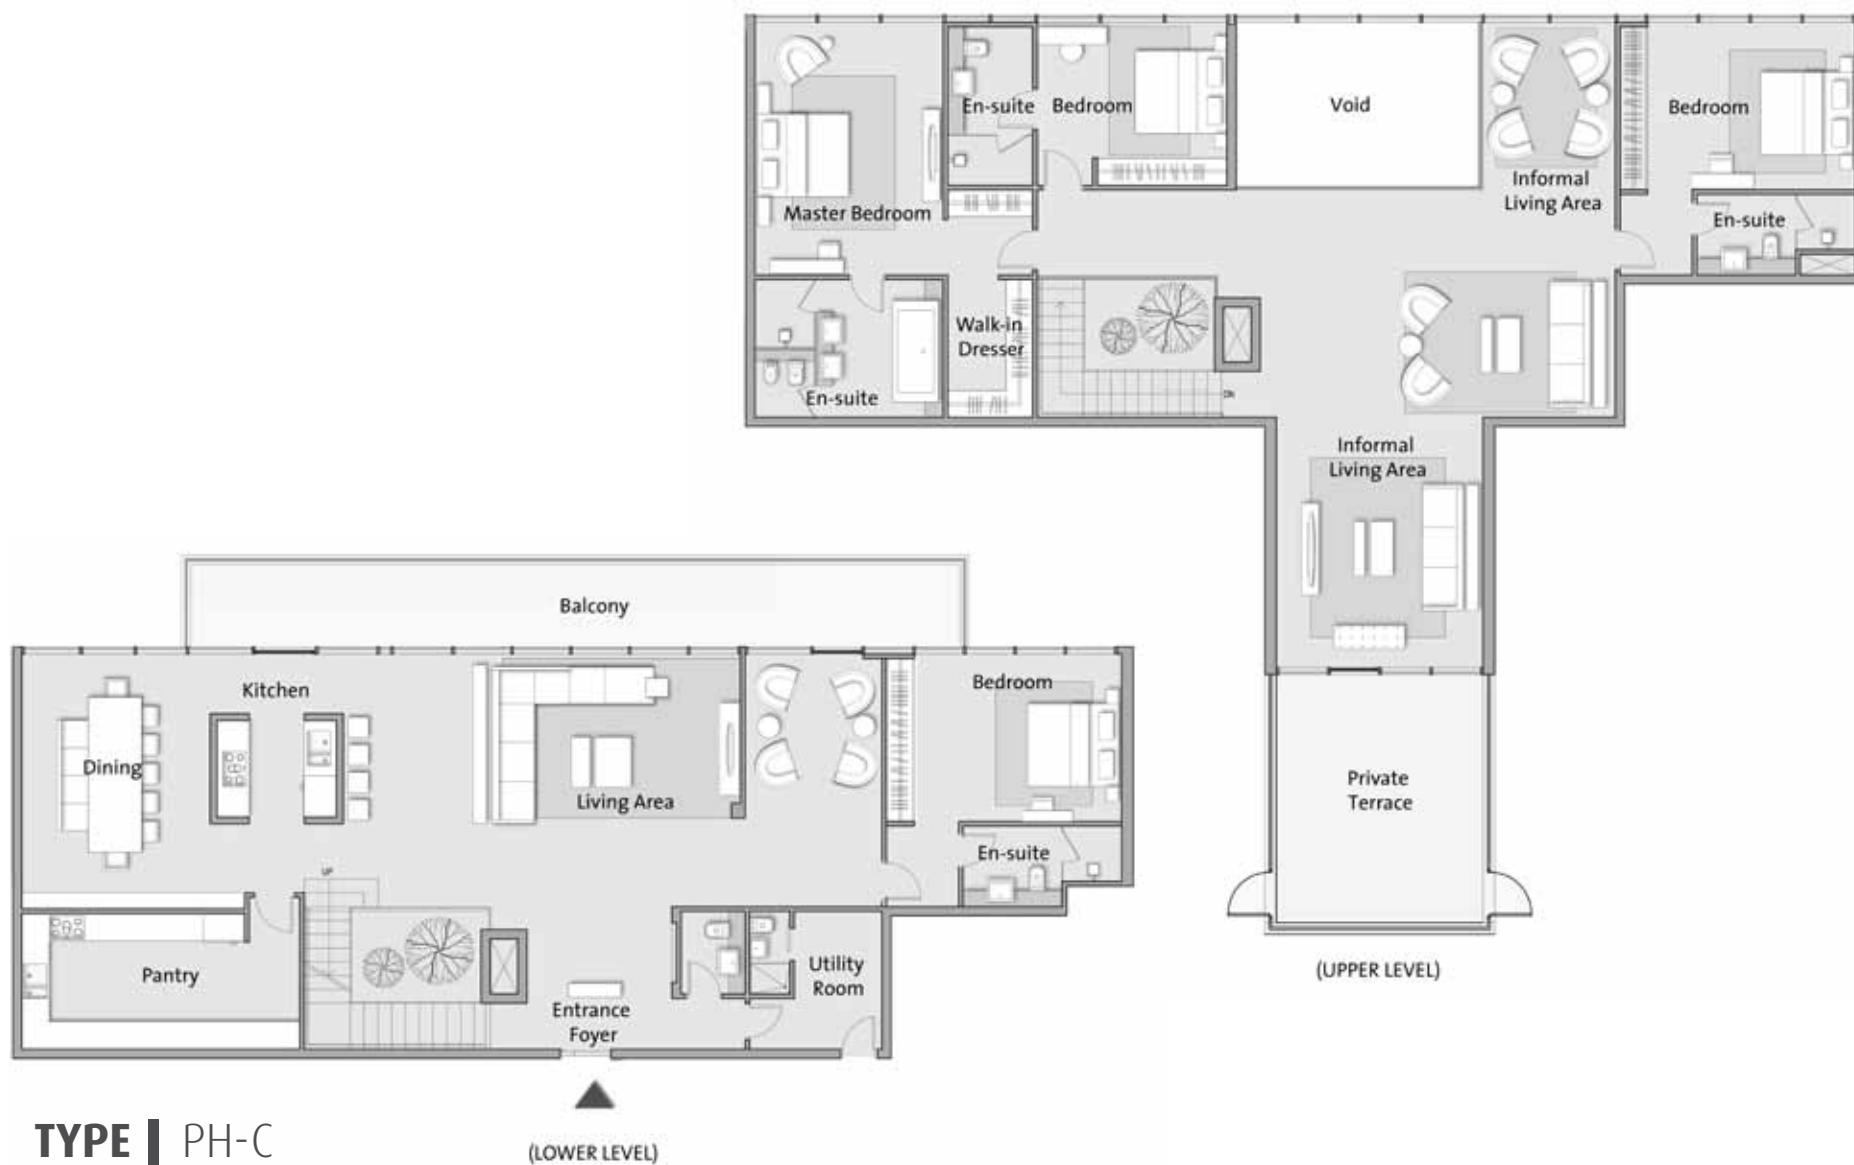 En-suite
Bedroom
Void
Bedroom
Informal
Living Area
Master Bedroom
En-suite
Walk-in
Dresser
En-suite
DN
Informal
Living Area
Private
Terrace
(UPPER LEVEL)
Balcony
Kitchen
Bedroom
Dining
Living Area
En-suite
UP
Pantry
Utility
Room
Entrance
Foyer
TYPE | PH-C
(LOWER LEVEL)